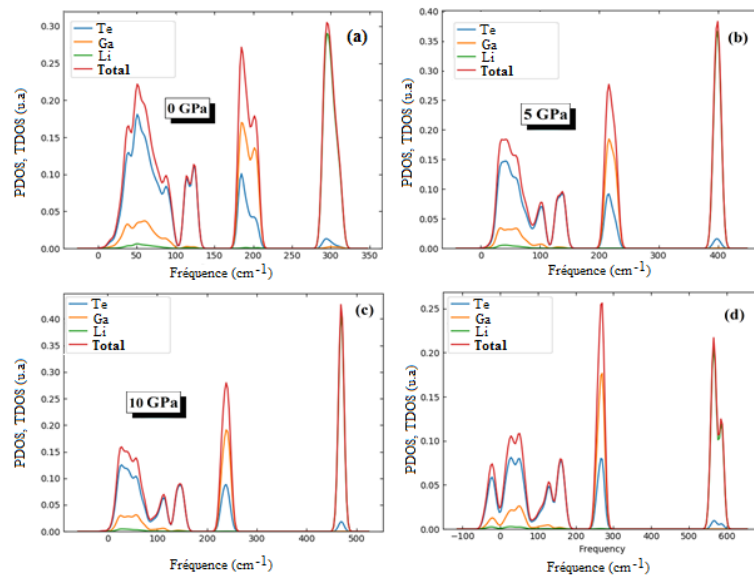 0.30
0.25
0.20
0.15
0.10
0.05
0.00
PDOS, TDOS (u.a)
Te
Ga
Li
Total
(a)
0 GPa
0 50 100 150 200 250 300 350
Fréquence (cm-1)
0.40
0.35
0.30
0.25
0.20
0.15
0.10
0.05
0.00
PDOS, TDOS (u.a)
Te
Ga
Li
Total
(b)
5 GPa
0 100 200 300 400
Fréquence (cm-1)
0.40
0.35
0.30
0.25
0.20
0.15
0.10
0.05
0.00
PDOS, TDOS (u.a)
Te
Ga
Li
Total
(c)
10 GPa
0 100 200 300 400 500
Fréquence (cm-1)
0.25
0.20
0.15
0.10
0.05
0.00
PDOS, TDOS (u.a)
Te
Ga
Li
Total
(d)
−100 0 100 200 300 400 500 600
Frequency
Fréquence (cm-1)